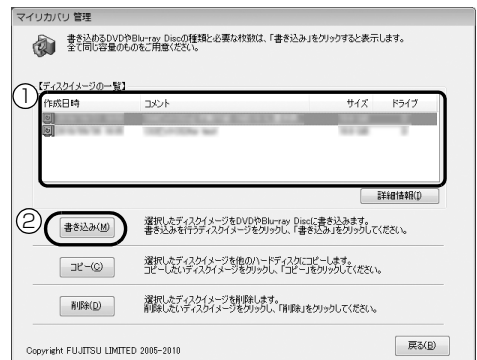 マイリカバリ 管理
書き込めるDVDやBlu-ray Discの種類と必要な枚数は、「書き込み」をクリックすると表示します。
全て同じ容量のものをご用意ください。
【ディスクイメージの一覧】
①
作成日時 コメント サイズ ドライブ
詳細情報(I)
②
書き込み(M)
選択したディスクイメージをDVDやBlu-ray Discに書き込みます。
書き込みを行うディスクイメージをクリックし、「書き込み」をクリックしてください。
コピー(C)
選択したディスクイメージを他のハードディスクにコピーします。
コピーしたいディスクイメージをクリックし、「コピー」をクリックしてください。
削除(D)
選択したディスクイメージを削除します。
削除したいディスクイメージをクリックし、「削除」をクリックしてください。
Copyright FUJITSU LIMITED 2005-2010
戻る(B)